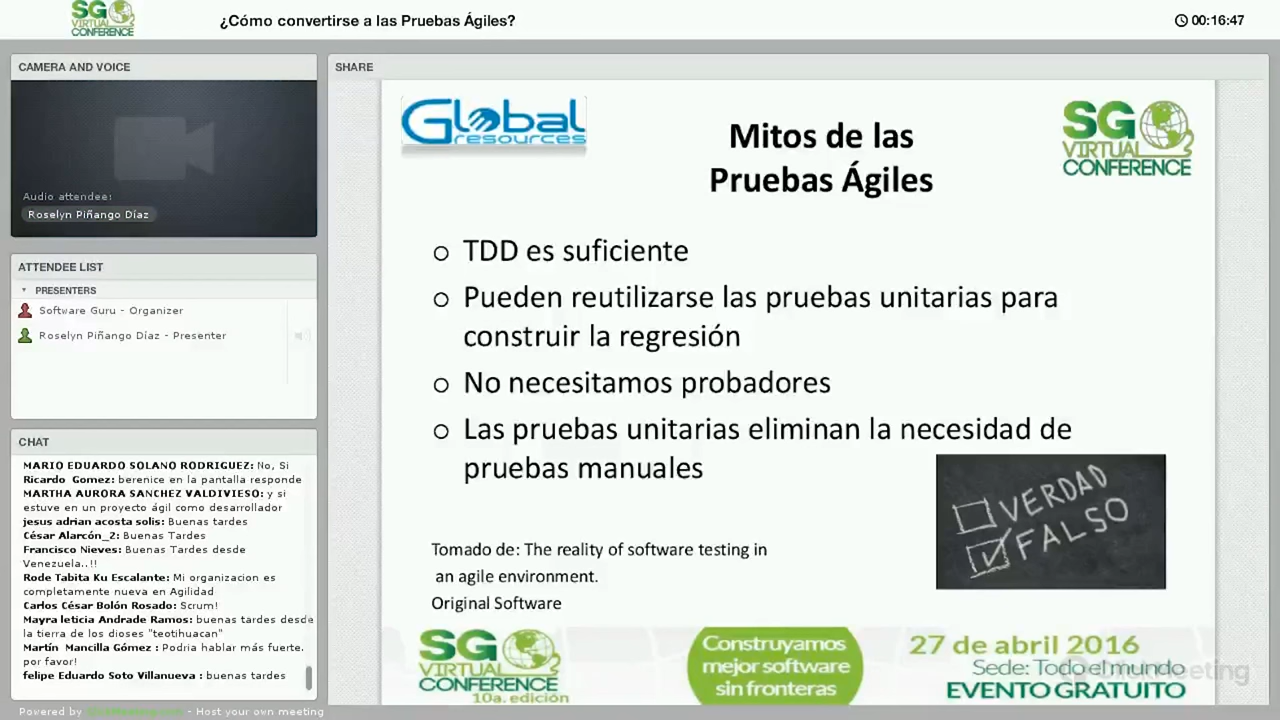 SG
VIRTUAL
CONFERENCE
¿Cómo convertirse a las Pruebas Ágiles?
00:16:47
CAMERA AND VOICE
Audio attendee:
Roselyn Piñango Díaz
ATTENDEE LIST
PRESENTERS
Software Guru - Organizer
Roselyn Piñango Díaz - Presenter
CHAT
MARIO EDUARDO SOLANO RODRIGUEZ: No, Si
Ricardo Gomez: berenice en la pantalla responde
MARTHA AURORA SANCHEZ VALDIVIESO: y si
estuve en un proyecto ágil como desarrollador
jesus adrian acosta solis: Buenas tardes
César Alarcón_2: Buenas Tardes
Francisco Nieves: Buenas Tardes desde
Venezuela..!!
Rode Tabita Ku Escalante: Mi organizacion es
completamente nueva en Agilidad
Carlos César Bolón Rosado: Scrum!
Mayra leticia Andrade Ramos: buenas tardes desde
la tierra de los dioses "teotihuacan"
Martín Mancilla Gómez : Podria hablar más fuerte.
por favor!
felipe Eduardo Soto Villanueva : buenas tardes
Powered by ClickMeeting.com - Host your own meeting
SHARE
Global
resources
Mitos de las
Pruebas Ágiles
SG
VIRTUAL
CONFERENCE
TDD es suficiente
Pueden reutilizarse las pruebas unitarias para
construir la regresión
No necesitamos probadores
Las pruebas unitarias eliminan la necesidad de
pruebas manuales
VERDAD
FALSO
Tomado de: The reality of software testing in
an agile environment.
Original Software
SG
VIRTUAL
CONFERENCE
10a. edición
Construyamos
mejor software
sin fronteras
27 de abril 2016
Sede: Todo el mundo
EVENTO GRATUITO
ClickMeeting